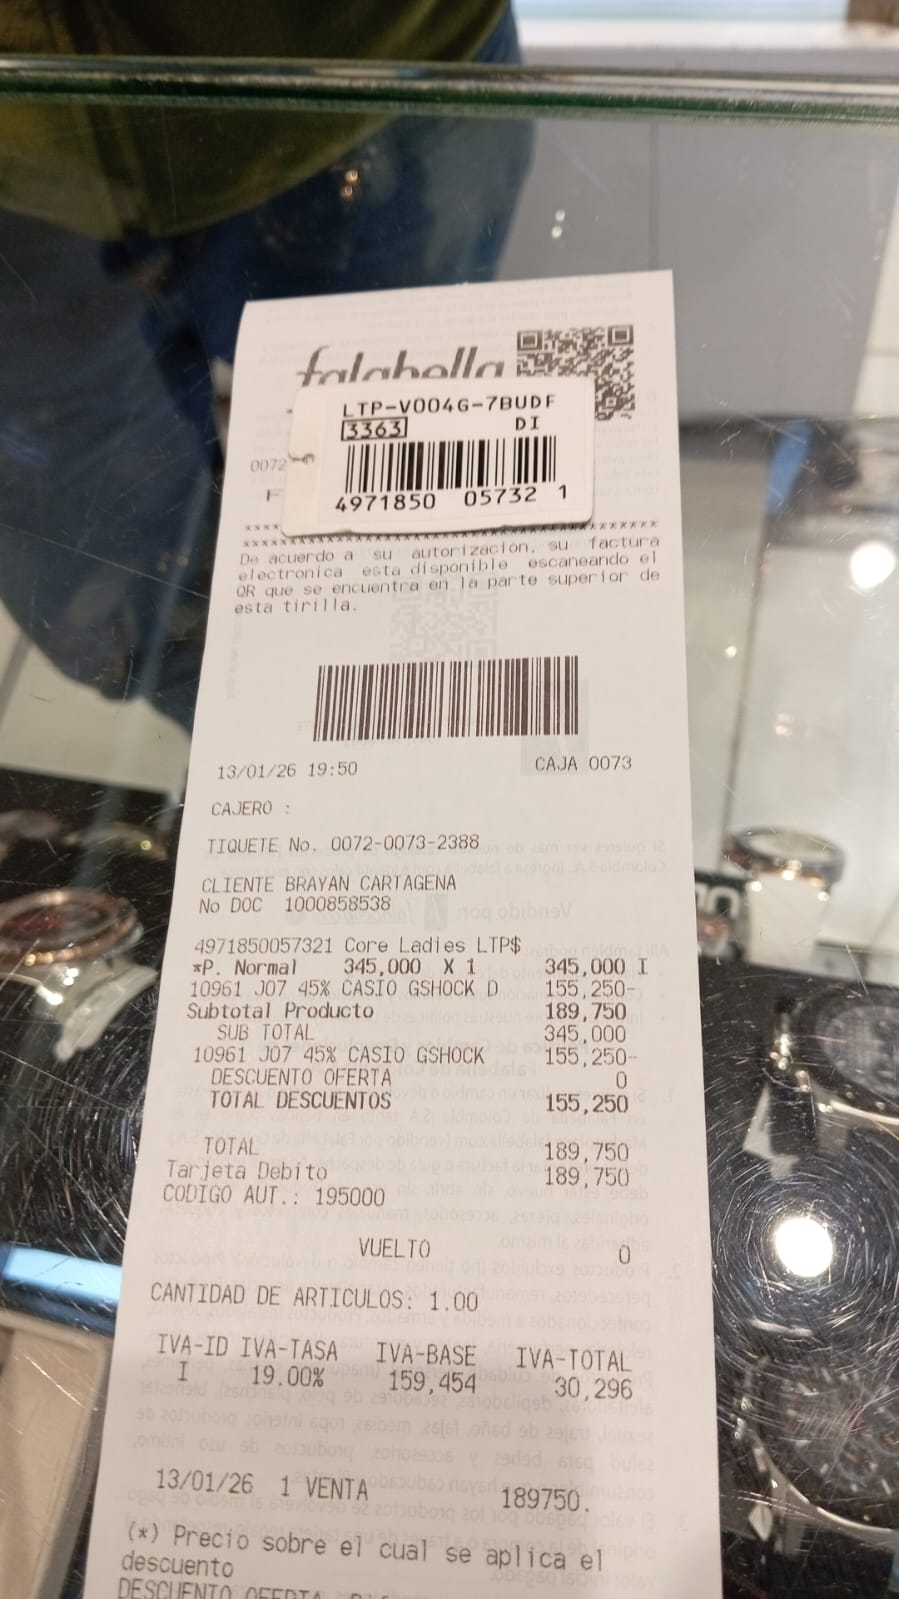 falabella
LTP-V004G-7BUDF
3363 DI
4971850 05732 1
0072
F
De acuerdo a su autorizacion, su factura
electronica esta disponible escaneando el
QR que se encuentra en la parte superior de
esta tirilla.
13/01/26 19:50 CAJA 0073
CAJERO :
TIQUETE No. 0072-0073-2388
CLIENTE BRAYAN CARTAGENA
No DOC 1000858538
4971850057321 Core Ladies LTP$
*P. Normal 345,000 X 1 345,000 I
10961 J07 45% CASIO GSHOCK D 155,250-
Subtotal Producto 189,750
SUB TOTAL 345,000
10961 J07 45% CASIO GSHOCK 155,250-
DESCUENTO OFERTA 0
TOTAL DESCUENTOS 155,250
TOTAL 189,750
Tarjeta Debito 189,750
CODIGO AUT.: 195000
VUELTO 0
CANTIDAD DE ARTICULOS: 1.00
IVA-ID IVA-TASA IVA-BASE IVA-TOTAL
I 19.00% 159,454 30,296
13/01/26 1 VENTA 189750.
(*) Precio sobre el cual se aplica el
descuento
DESCUENTO OFERTA